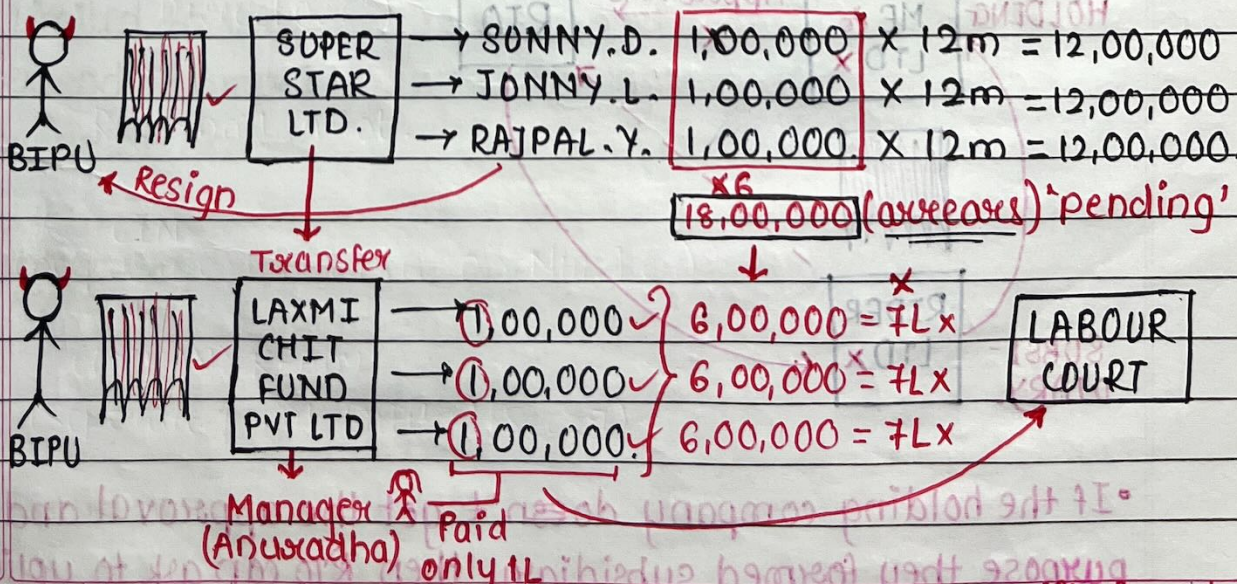 SUPER STAR LTD. → SONNY.D. 1,00,000 × 12m = 12,00,000
→ JONNY.L. 1,00,000 × 12m = 12,00,000
→ RAJPAL.Y. 1,00,000. × 12m = 12,00,000
BIPU
Resign
×6
18,00,000 (arrears) 'pending'
Transfer
LAXMI CHIT FUND PVT LTD
1,00,000 6,00,000 = 7L ×
1,00,000 6,00,000 = 7L ×
1,00,000. 6,00,000 = 7L ×
LABOUR COURT
BIPU
Manager
(Anuradha)
Paid
only 1L